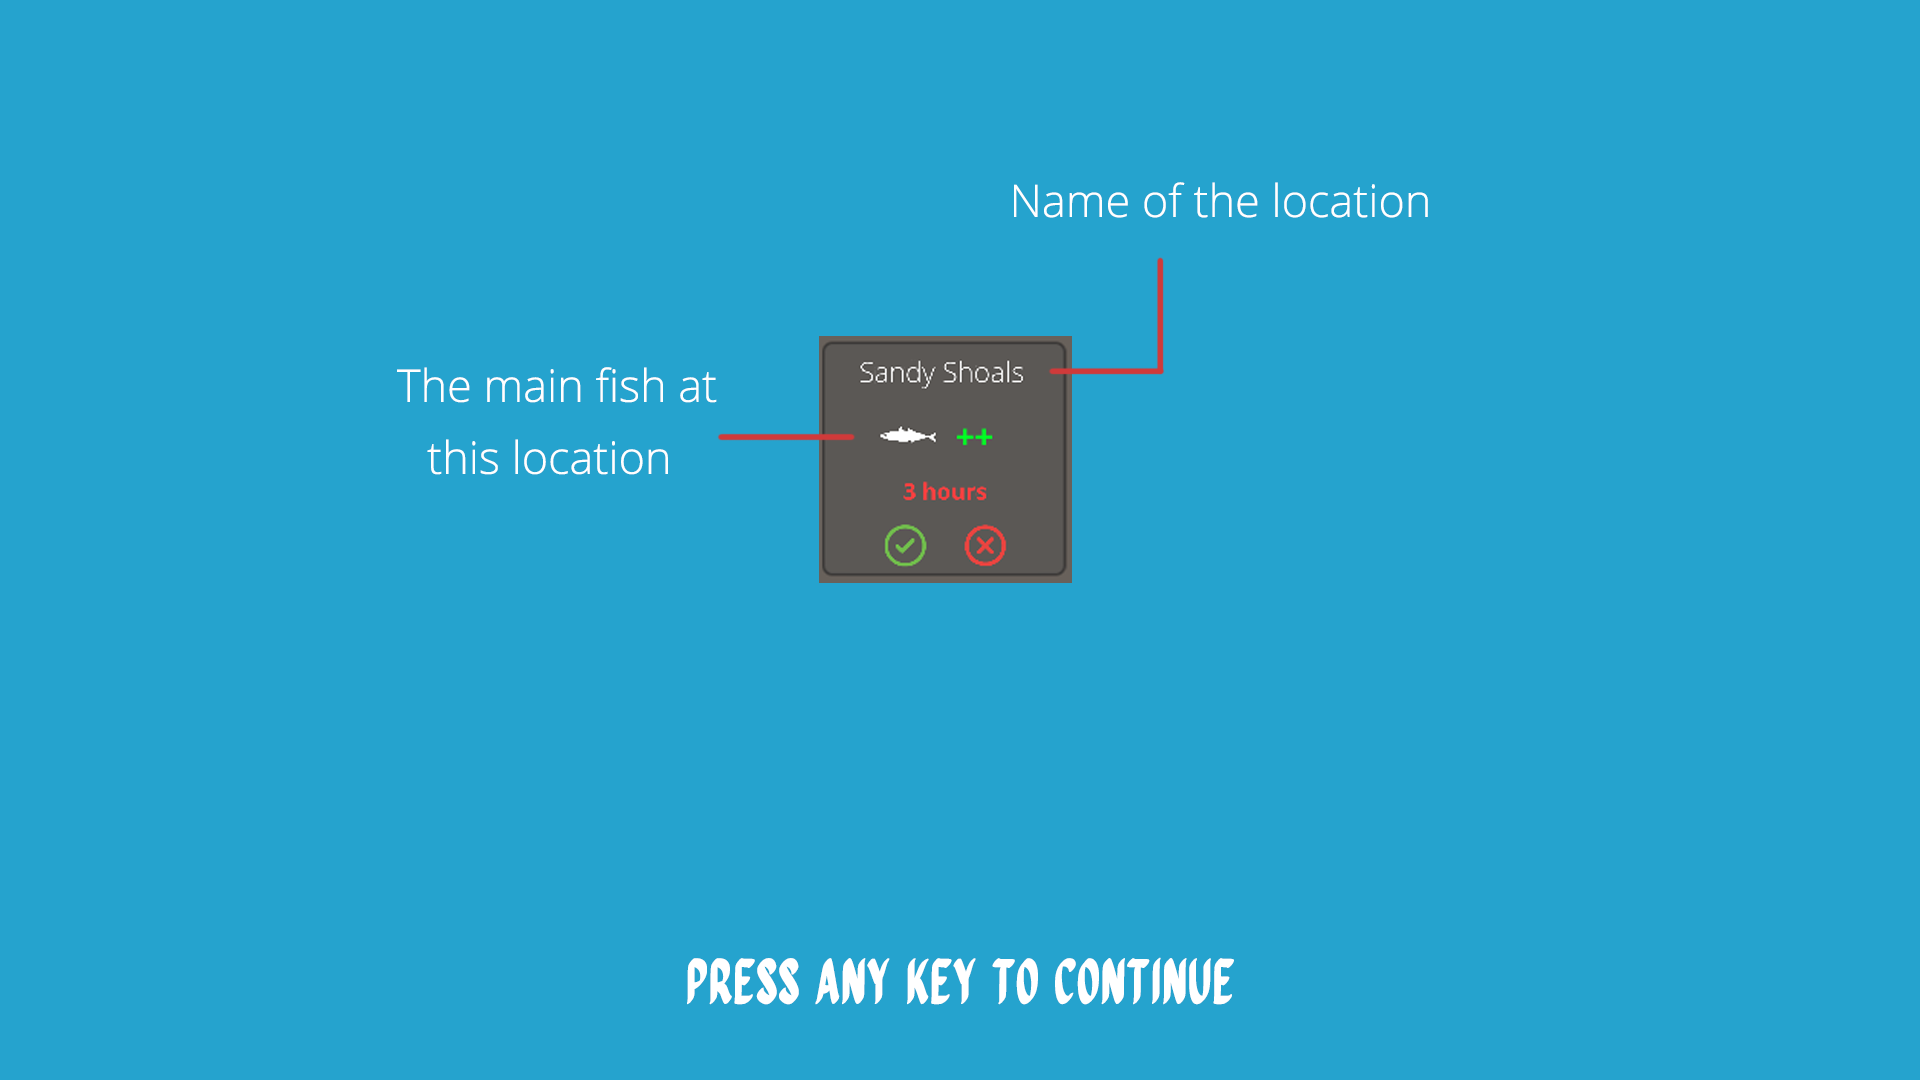 Name of the location
The main fish at
this location
Sandy Shoals
++
3 hours
PRESS ANY KEY TO CONTINUE